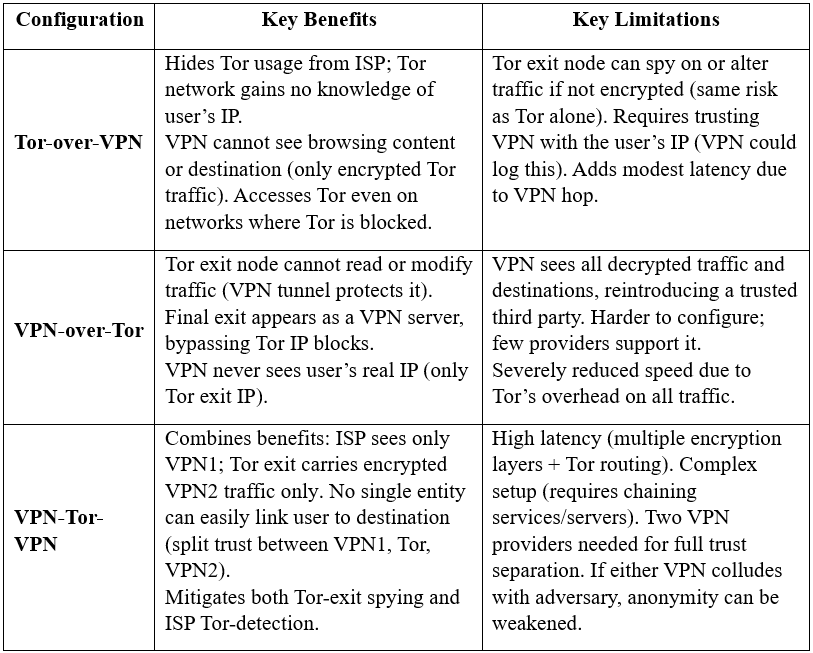 Configuration
Key Benefits
Key Limitations
Tor-over-VPN
Hides Tor usage from ISP; Tor
network gains no knowledge of
user’s IP.
VPN cannot see browsing content
or destination (only encrypted Tor
traffic). Accesses Tor even on
networks where Tor is blocked.
Tor exit node can spy on or alter
traffic if not encrypted (same risk
as Tor alone). Requires trusting
VPN with the user’s IP (VPN could
log this). Adds modest latency due
to VPN hop.
VPN-over-Tor
Tor exit node cannot read or modify
traffic (VPN tunnel protects it).
Final exit appears as a VPN server,
bypassing Tor IP blocks.
VPN never sees user’s real IP (only
Tor exit IP).
VPN sees all decrypted traffic and
destinations, reintroducing a trusted
third party. Harder to configure;
few providers support it.
Severely reduced speed due to
Tor’s overhead on all traffic.
VPN-Tor-
VPN
Combines benefits: ISP sees only
VPN1; Tor exit carries encrypted
VPN2 traffic only. No single entity
can easily link user to destination
(split trust between VPN1, Tor,
VPN2).
Mitigates both Tor-exit spying and
ISP Tor-detection.
High latency (multiple encryption
layers + Tor routing). Complex
setup (requires chaining
services/servers). Two VPN
providers needed for full trust
separation. If either VPN colludes
with adversary, anonymity can be
weakened.